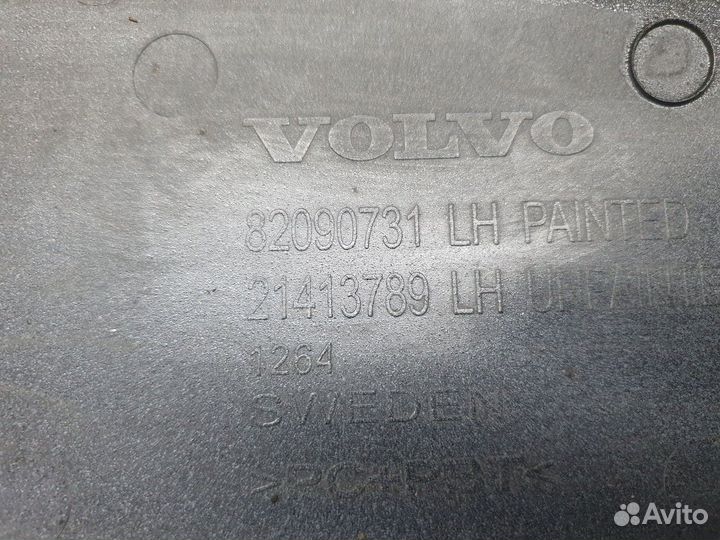 VOLVO
82090731 LH PAINTED
21413789 LH
1264
SWEDEN
Avito